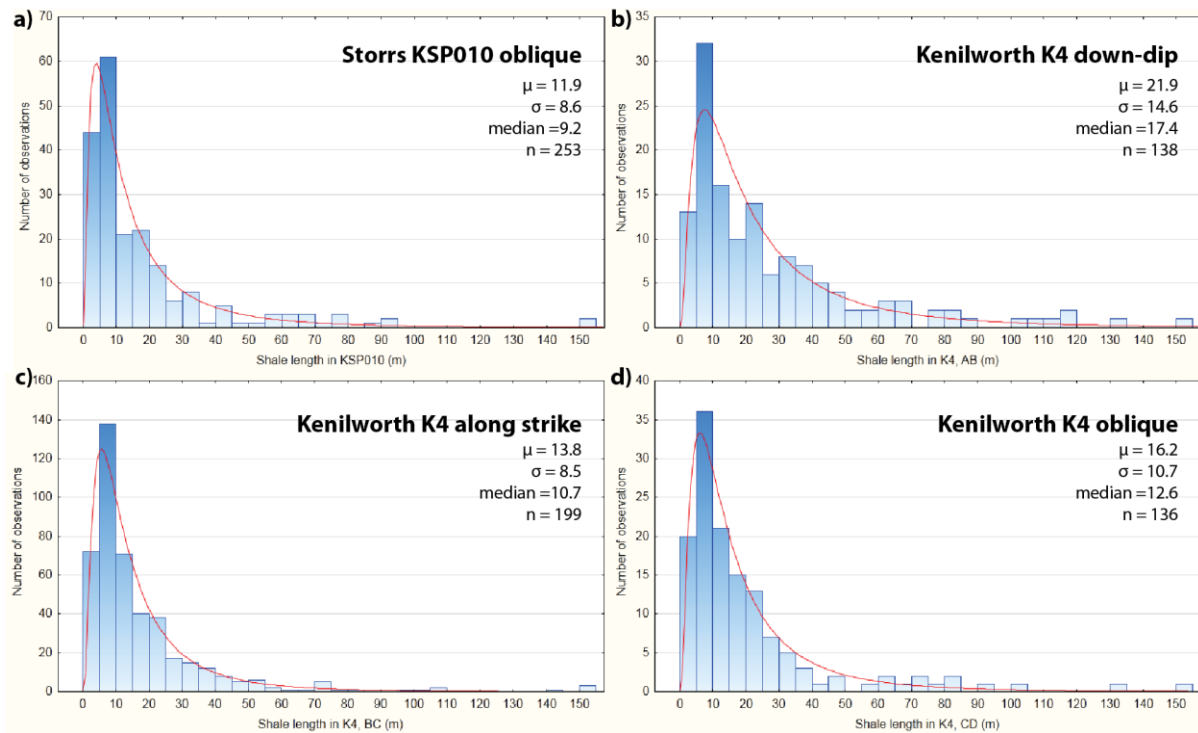 a)
Storrs KSP010 oblique
μ = 11.9
σ = 8.6
median =9.2
n = 253
Number of observations
70
60
50
40
30
20
10
0
0 10 20 30 40 50 60 70 80 90 100 110 120 130 140 150
Shale length in KSP010 (m)
b)
Kenilworth K4 down-dip
μ = 21.9
σ = 14.6
median = 17.4
n = 138
Number of observations
35
30
25
20
15
10
5
0
0 10 20 30 40 50 60 70 80 90 100 110 120 130 140 150
Shale length in K4, AB (m)
c)
Kenilworth K4 along strike
μ = 13.8
σ = 8.5
median =10.7
n = 199
Number of observations
160
140
120
100
80
60
40
20
0
0 10 20 30 40 50 60 70 80 90 100 110 120 130 140 150
Shale length in K4, BC (m)
d)
Kenilworth K4 oblique
μ = 16.2
σ = 10.7
median =12.6
n = 136
Number of observations
40
35
30
25
20
15
10
5
0
0 10 20 30 40 50 60 70 80 90 100 110 120 130 140 150
Shale length in K4, CD (m)